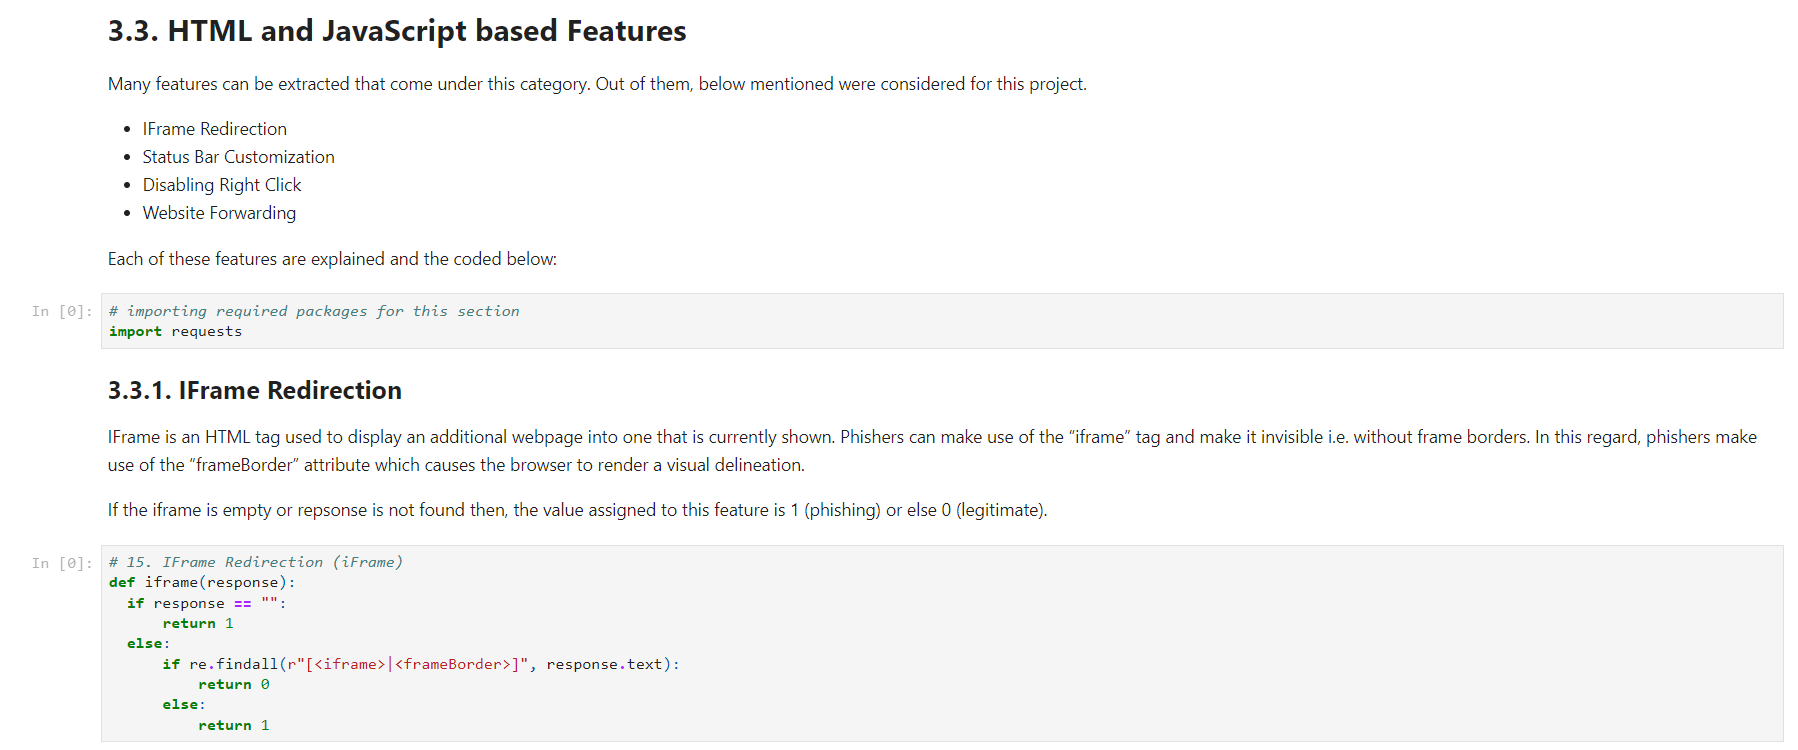 3.3. HTML and JavaScript based Features
Many features can be extracted that come under this category. Out of them, below mentioned were considered for this project.
• IFrame Redirection
• Status Bar Customization
• Disabling Right Click
• Website Forwarding
Each of these features are explained and the coded below:
In [0]: # importing required packages for this section
import requests
3.3.1. IFrame Redirection
IFrame is an HTML tag used to display an additional webpage into one that is currently shown. Phishers can make use of the “iframe” tag and make it invisible i.e. without frame borders. In this regard, phishers make
use of the “frameBorder” attribute which causes the browser to render a visual delineation.
If the iframe is empty or repsonse is not found then, the value assigned to this feature is 1 (phishing) or else 0 (legitimate).
In [0]: # 15. IFrame Redirection (iFrame)
def iframe(response):
  if response == "":
      return 1
  else:
      if re.findall(r"[<iframe>|<frameBorder>]", response.text):
          return 0
      else:
          return 1